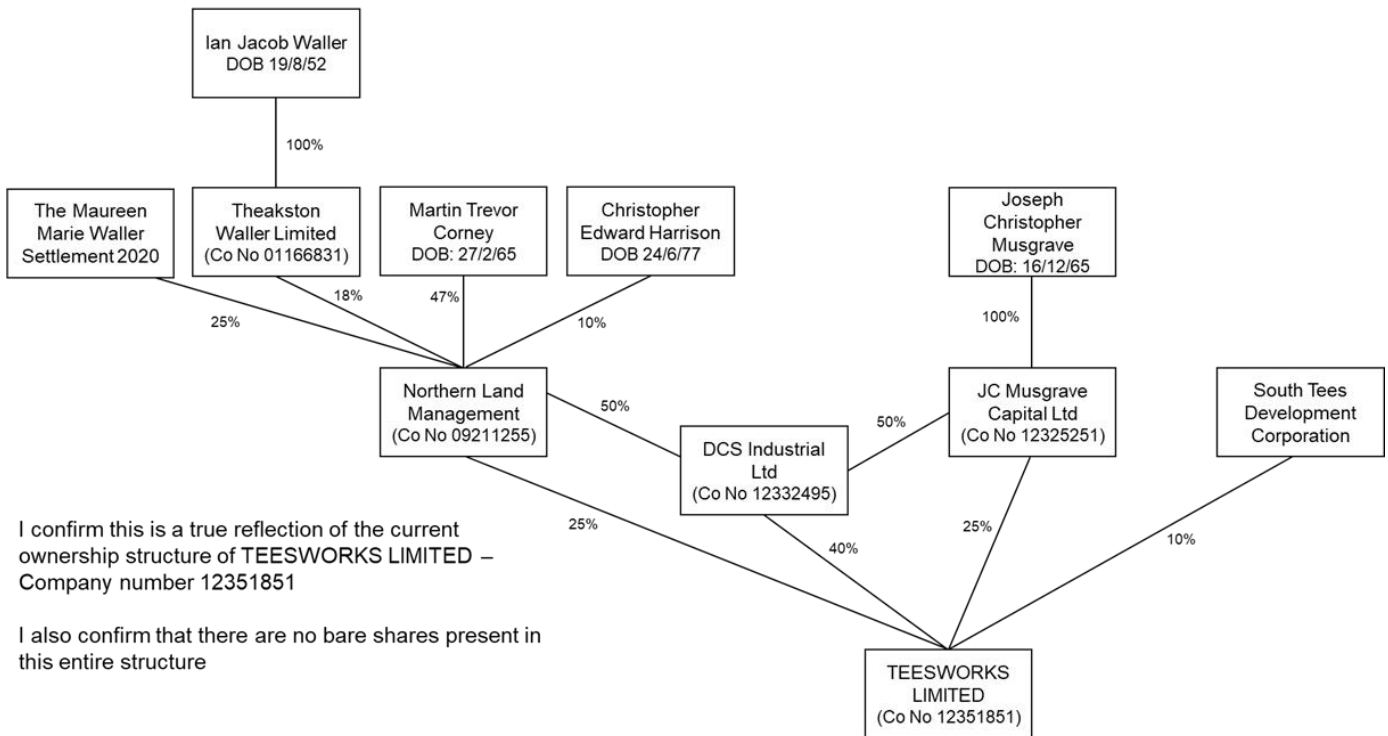 Ian Jacob Waller
DOB 19/8/52
100%
The Maureen
Marie Waller
Settlement 2020
Theakston
Waller Limited
(Co No 01166831)
Martin Trevor
Corney
DOB: 27/2/65
Christopher
Edward Harrison
DOB 24/6/77
Joseph
Christopher
Musgrave
DOB: 16/12/65
25%
18%
47%
10%
100%
Northern Land
Management
(Co No 09211255)
50%
DCS Industrial
Ltd
(Co No 12332495)
50%
JC Musgrave
Capital Ltd
(Co No 12325251)
South Tees
Development
Corporation
25%
40%
25%
10%
I confirm this is a true reflection of the current
ownership structure of TEESWORKS LIMITED –
Company number 12351851
I also confirm that there are no bare shares present in
this entire structure
TEESWORKS
LIMITED
(Co No 12351851)